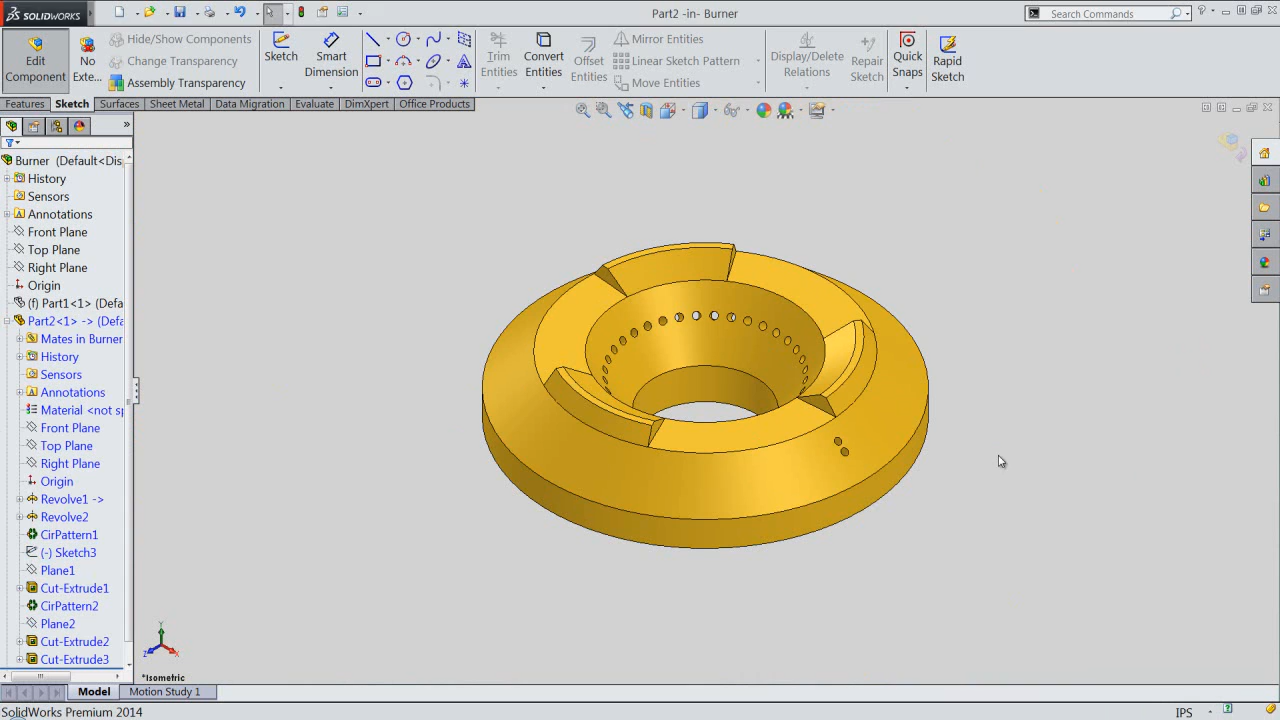 SOLIDWORKS
Part2 -in- Burner
Search Commands
Edit Component
No Exte...
Hide/Show Components
Change Transparency
Assembly Transparency
Sketch
Smart Dimension
Trim Entities
Convert Entities
Offset Entities
Mirror Entities
Linear Sketch Pattern
Move Entities
Display/Delete Relations
Repair Sketch
Quick Snaps
Rapid Sketch
Features
Sketch
Surfaces
Sheet Metal
Data Migration
Evaluate
DimXpert
Office Products
Burner (Default<Dis
History
Sensors
Annotations
Front Plane
Top Plane
Right Plane
Origin
(f) Part1<1> (Defa
Part2<1> -> (Defa
Mates in Burner
History
Sensors
Annotations
Material <not sp
Front Plane
Top Plane
Right Plane
Origin
Revolve1 ->
Revolve2
CirPattern1
(-) Sketch3
Plane1
Cut-Extrude1
CirPattern2
Plane2
Cut-Extrude2
Cut-Extrude3
Y
Z
X
*Isometric
Model
Motion Study 1
SolidWorks Premium 2014
IPS